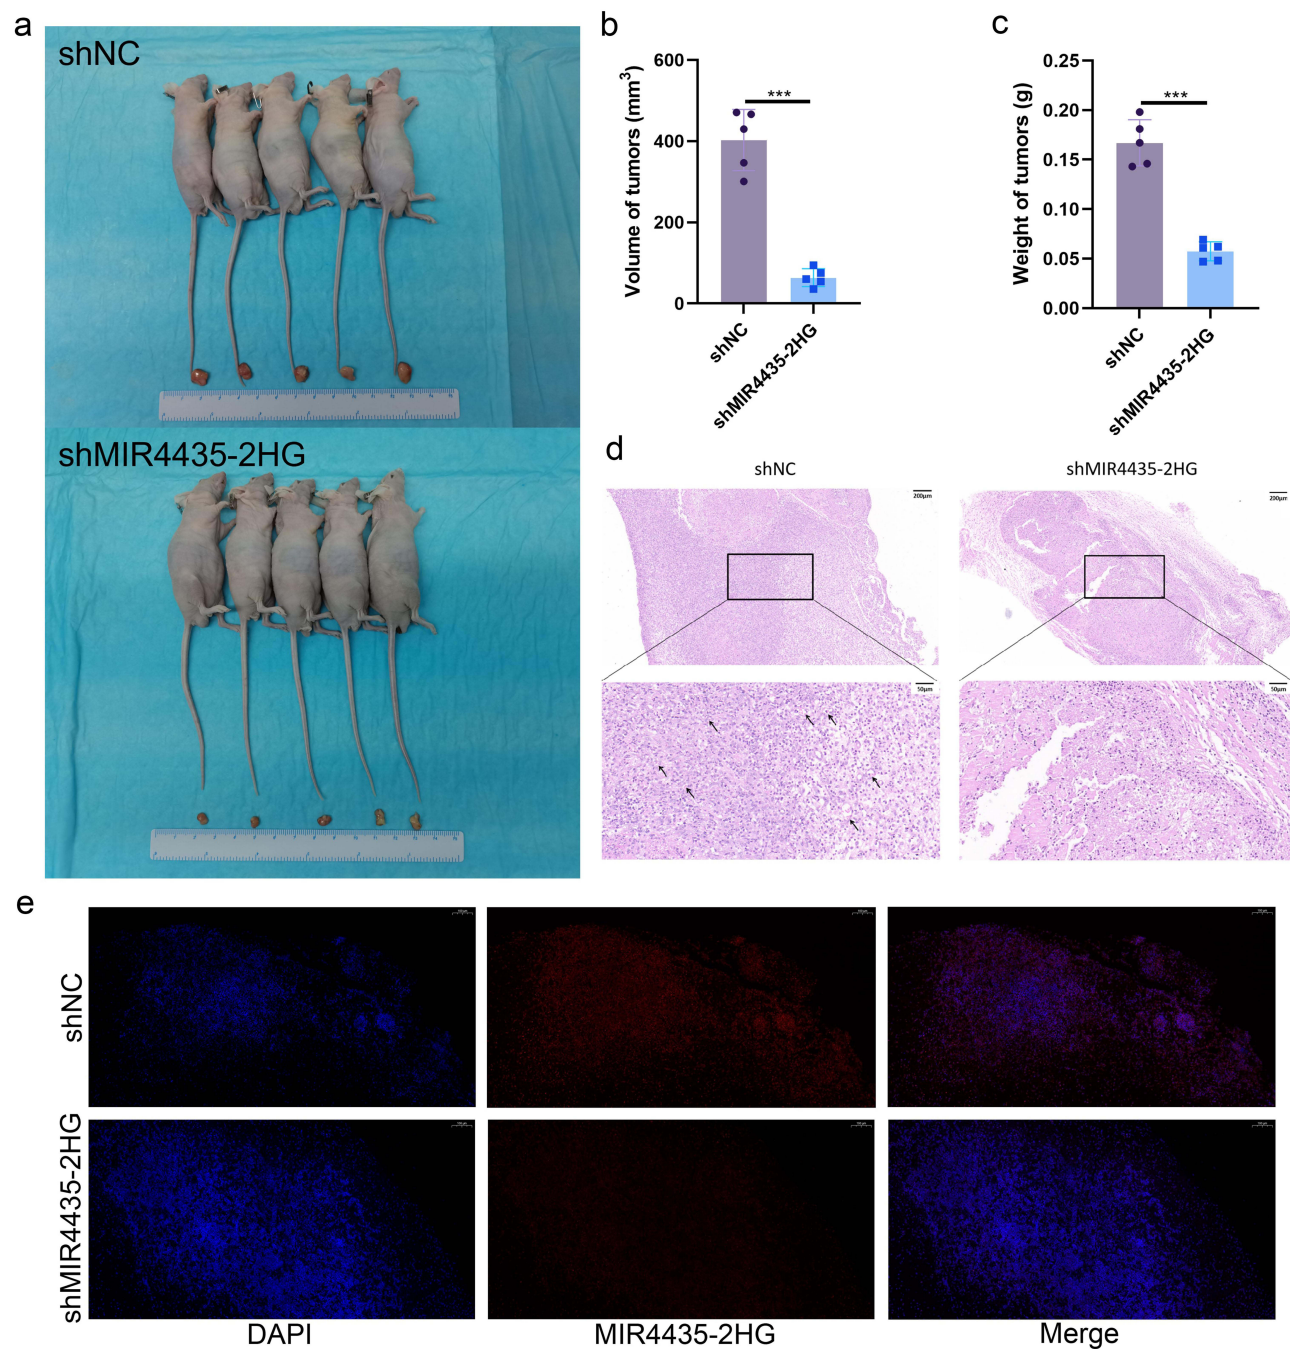 a
shNC
shMIR4435-2HG
b
Volume of tumors (mm³)
600
400
200
0
***
shNC
shMIR4435-2HG
c
Weight of tumors (g)
0.25
0.20
0.15
0.10
0.05
0.00
***
shNC
shMIR4435-2HG
d
shNC
shMIR4435-2HG
200μm
200μm
50μm
50μm
e
shNC
shMIR4435-2HG
DAPI
MIR4435-2HG
Merge